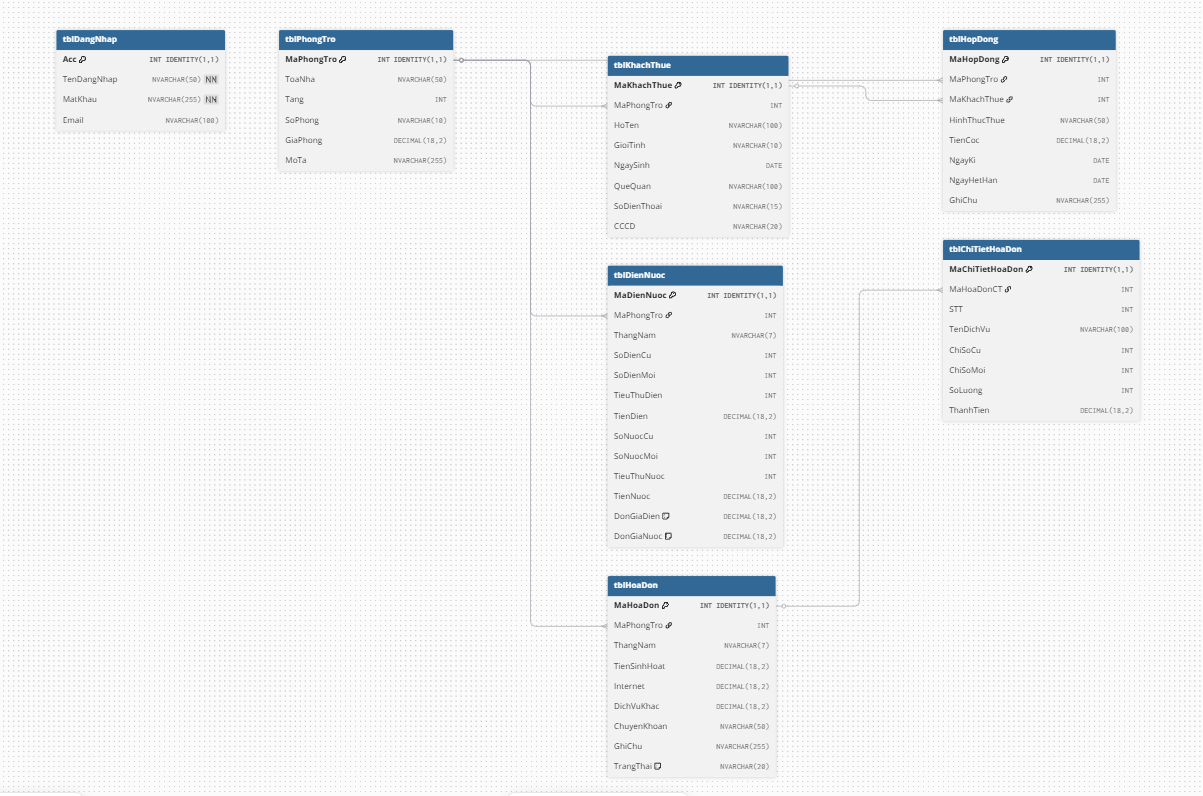 tblDangNhap
Acc INT IDENTITY(1,1)
TenDangNhap NVARCHAR(50) NN
MatKhau NVARCHAR(255) NN
Email NVARCHAR(100)
tblPhongTro
MaPhongTro INT IDENTITY(1,1)
ToaNha NVARCHAR(50)
Tang INT
SoPhong NVARCHAR(10)
GiaPhong DECIMAL(18,2)
MoTa NVARCHAR(255)
tblKhachThue
MaKhachThue INT IDENTITY(1,1)
MaPhongTro INT
HoTen NVARCHAR(100)
GioiTinh NVARCHAR(10)
NgaySinh DATE
QueQuan NVARCHAR(100)
SoDienThoai NVARCHAR(15)
CCCD NVARCHAR(20)
tblDienNuoc
MaDienNuoc INT IDENTITY(1,1)
MaPhongTro INT
ThangNam NVARCHAR(7)
SoDienCu INT
SoDienMoi INT
TieuThuDien INT
TienDien DECIMAL(18,2)
SoNuocCu INT
SoNuocMoi INT
TieuThuNuoc INT
TienNuoc DECIMAL(18,2)
DonGiaDien DECIMAL(18,2)
DonGiaNuoc DECIMAL(18,2)
tblHoaDon
MaHoaDon INT IDENTITY(1,1)
MaPhongTro INT
ThangNam NVARCHAR(7)
TienSinhHoat DECIMAL(18,2)
Internet DECIMAL(18,2)
DichVuKhac DECIMAL(18,2)
ChuyenKhoan NVARCHAR(50)
GhiChu NVARCHAR(255)
TrangThai NVARCHAR(20)
tblHopDong
MaHopDong INT IDENTITY(1,1)
MaPhongTro INT
MaKhachThue INT
HinhThucThue NVARCHAR(50)
TienCoc DECIMAL(18,2)
NgayKi DATE
NgayHetHan DATE
GhiChu NVARCHAR(255)
tblChiTietHoaDon
MaChiTietHoaDon INT IDENTITY(1,1)
MaHoaDonCT INT
STT INT
TenDichVu NVARCHAR(100)
ChiSoCu INT
ChiSoMoi INT
SoLuong INT
ThanhTien DECIMAL(18,2)